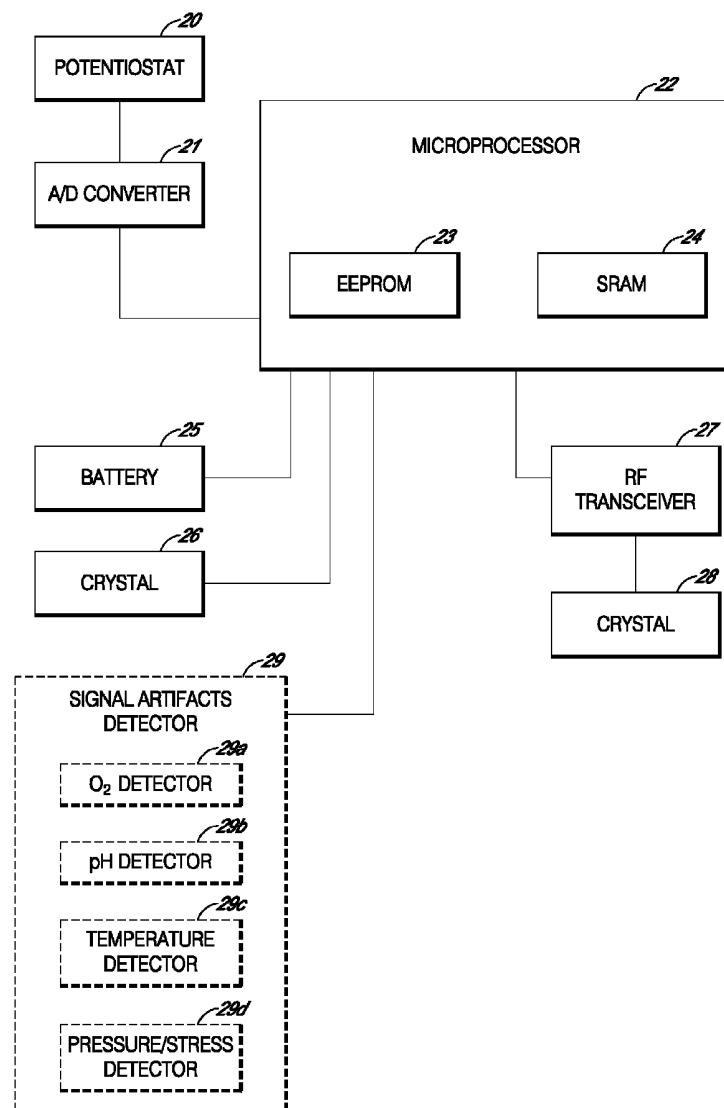 20
POTENTIOSTAT
22
21
MICROPROCESSOR
A/D CONVERTER
23
24
EEPROM
SRAM
25
27
BATTERY
RF
TRANSCEIVER
26
28
CRYSTAL
CRYSTAL
29
SIGNAL ARTIFACTS
DETECTOR
29a
O₂ DETECTOR
29b
pH DETECTOR
29c
TEMPERATURE
DETECTOR
29d
PRESSURE/STRESS
DETECTOR